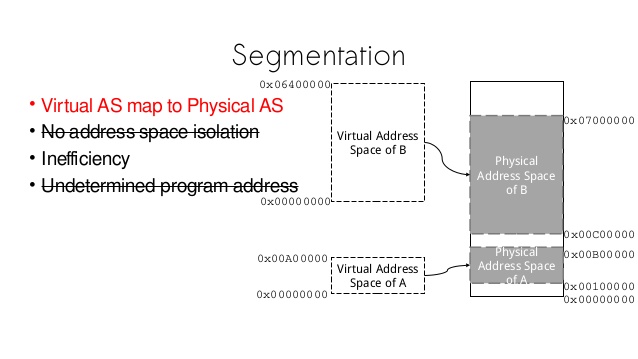 Segmentation
• Virtual AS map to Physical AS
• No address space isolation
• Inefficiency
• Undetermined program address
0x06400000
Virtual Address
Space of B
0x00000000
0x00A00000
Virtual Address
Space of A
0x00000000
0x07000000
Physical
Address Space
of B
0x00C00000
Physical
Address Space
of A
0x00B00000
0x00100000
0x00000000